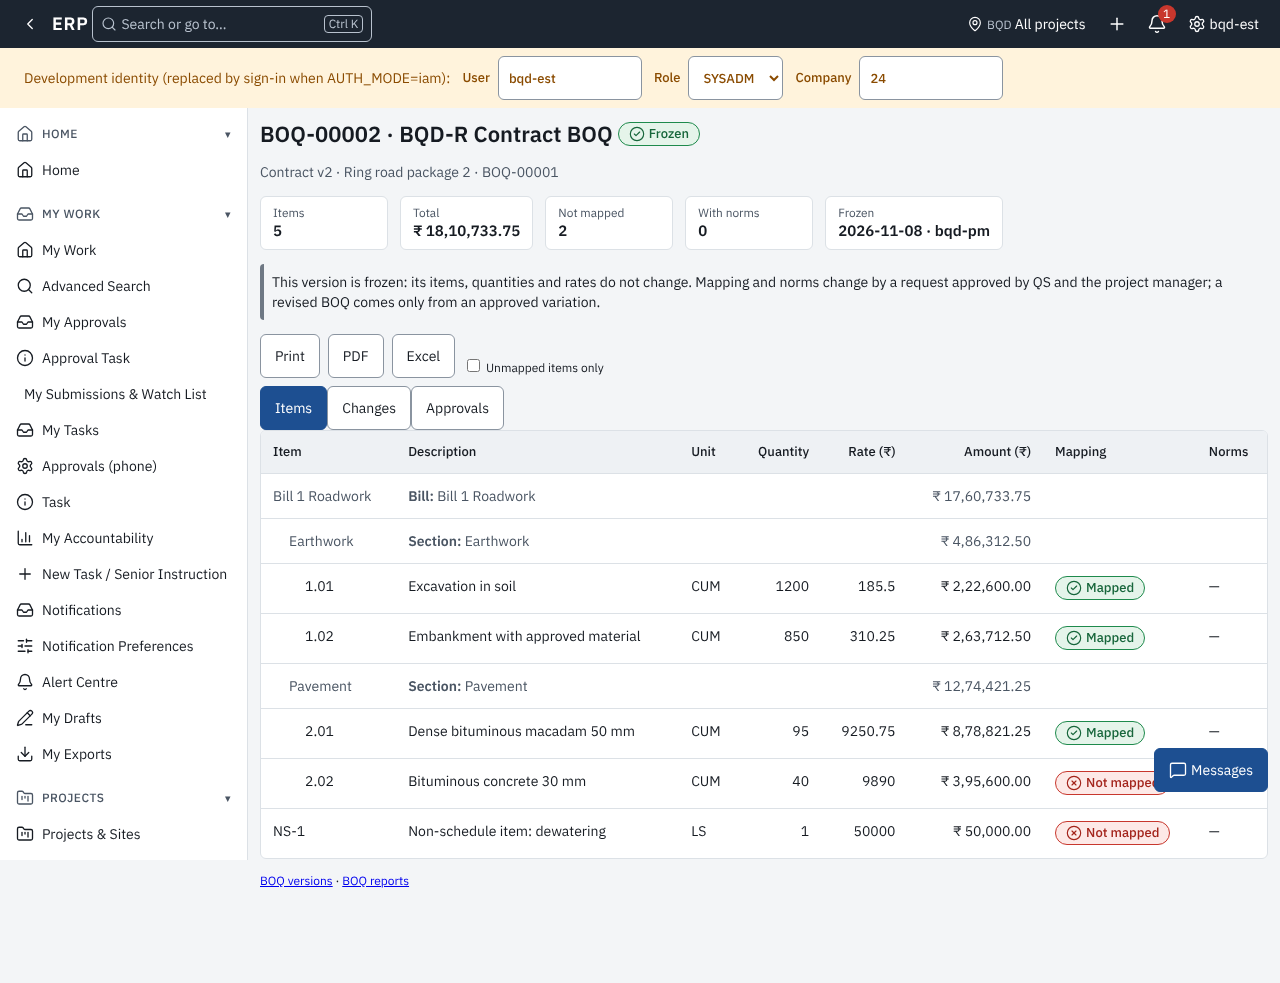 ERP Search or go to... Ctrl K BQD All projects 1 bqd-est
Development identity (replaced by sign-in when AUTH_MODE=iam): User bqd-est Role SYSADM Company 24
HOME
Home
MY WORK
My Work
Advanced Search
My Approvals
Approval Task
My Submissions & Watch List
My Tasks
Approvals (phone)
Task
My Accountability
New Task / Senior Instruction
Notifications
Notification Preferences
Alert Centre
My Drafts
My Exports
PROJECTS
Projects & Sites
BOQ-00002 · BQD-R Contract BOQ Frozen
Contract v2 · Ring road package 2 · BOQ-00001
Items Total Not mapped With norms Frozen
5 ₹ 18,10,733.75 2 0 2026-11-08 · bqd-pm
This version is frozen: its items, quantities and rates do not change. Mapping and norms change by a request approved by QS and the project manager; a
revised BOQ comes only from an approved variation.
Print PDF Excel Unmapped items only
Items Changes Approvals
Item Description Unit Quantity Rate (₹) Amount (₹) Mapping Norms
Bill 1 Roadwork Bill: Bill 1 Roadwork ₹ 17,60,733.75
Earthwork Section: Earthwork ₹ 4,86,312.50
1.01 Excavation in soil CUM 1200 185.5 ₹ 2,22,600.00 Mapped —
1.02 Embankment with approved material CUM 850 310.25 ₹ 2,63,712.50 Mapped —
Pavement Section: Pavement ₹ 12,74,421.25
2.01 Dense bituminous macadam 50 mm CUM 95 9250.75 ₹ 8,78,821.25 Mapped —
2.02 Bituminous concrete 30 mm CUM 40 9890 ₹ 3,95,600.00 Not mapped
Messages
NS-1 Non-schedule item: dewatering LS 1 50000 ₹ 50,000.00 Not mapped —
BOQ versions · BOQ reports